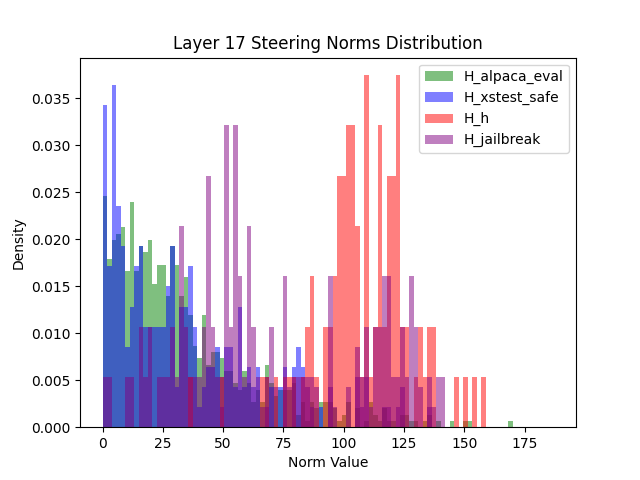 Layer 17 Steering Norms Distribution
H_alpaca_eval
H_xstest_safe
H_h
H_jailbreak
0.035
0.030
0.025
0.020
0.015
0.010
0.005
0.000
Density
0 25 50 75 100 125 150 175
Norm Value